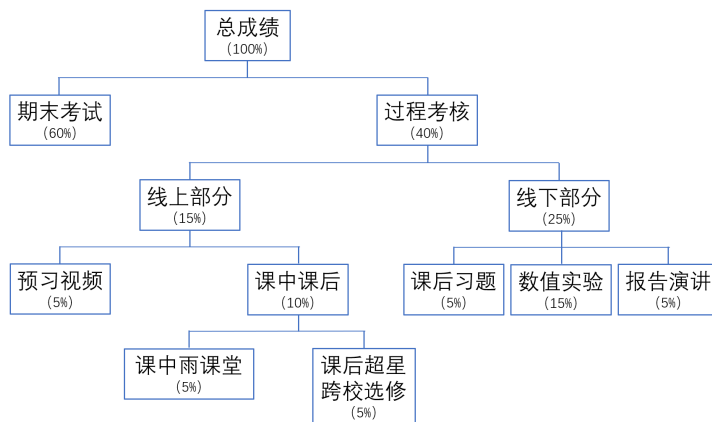 总成绩
(100%)
期末考试
(60%)
过程考核
(40%)
线上部分
(15%)
线下部分
(25%)
预习视频
(5%)
课中课后
(10%)
课后习题
(5%)
数值实验
(15%)
报告演讲
(5%)
课中雨课堂
(5%)
课后超星
跨校选修
(5%)